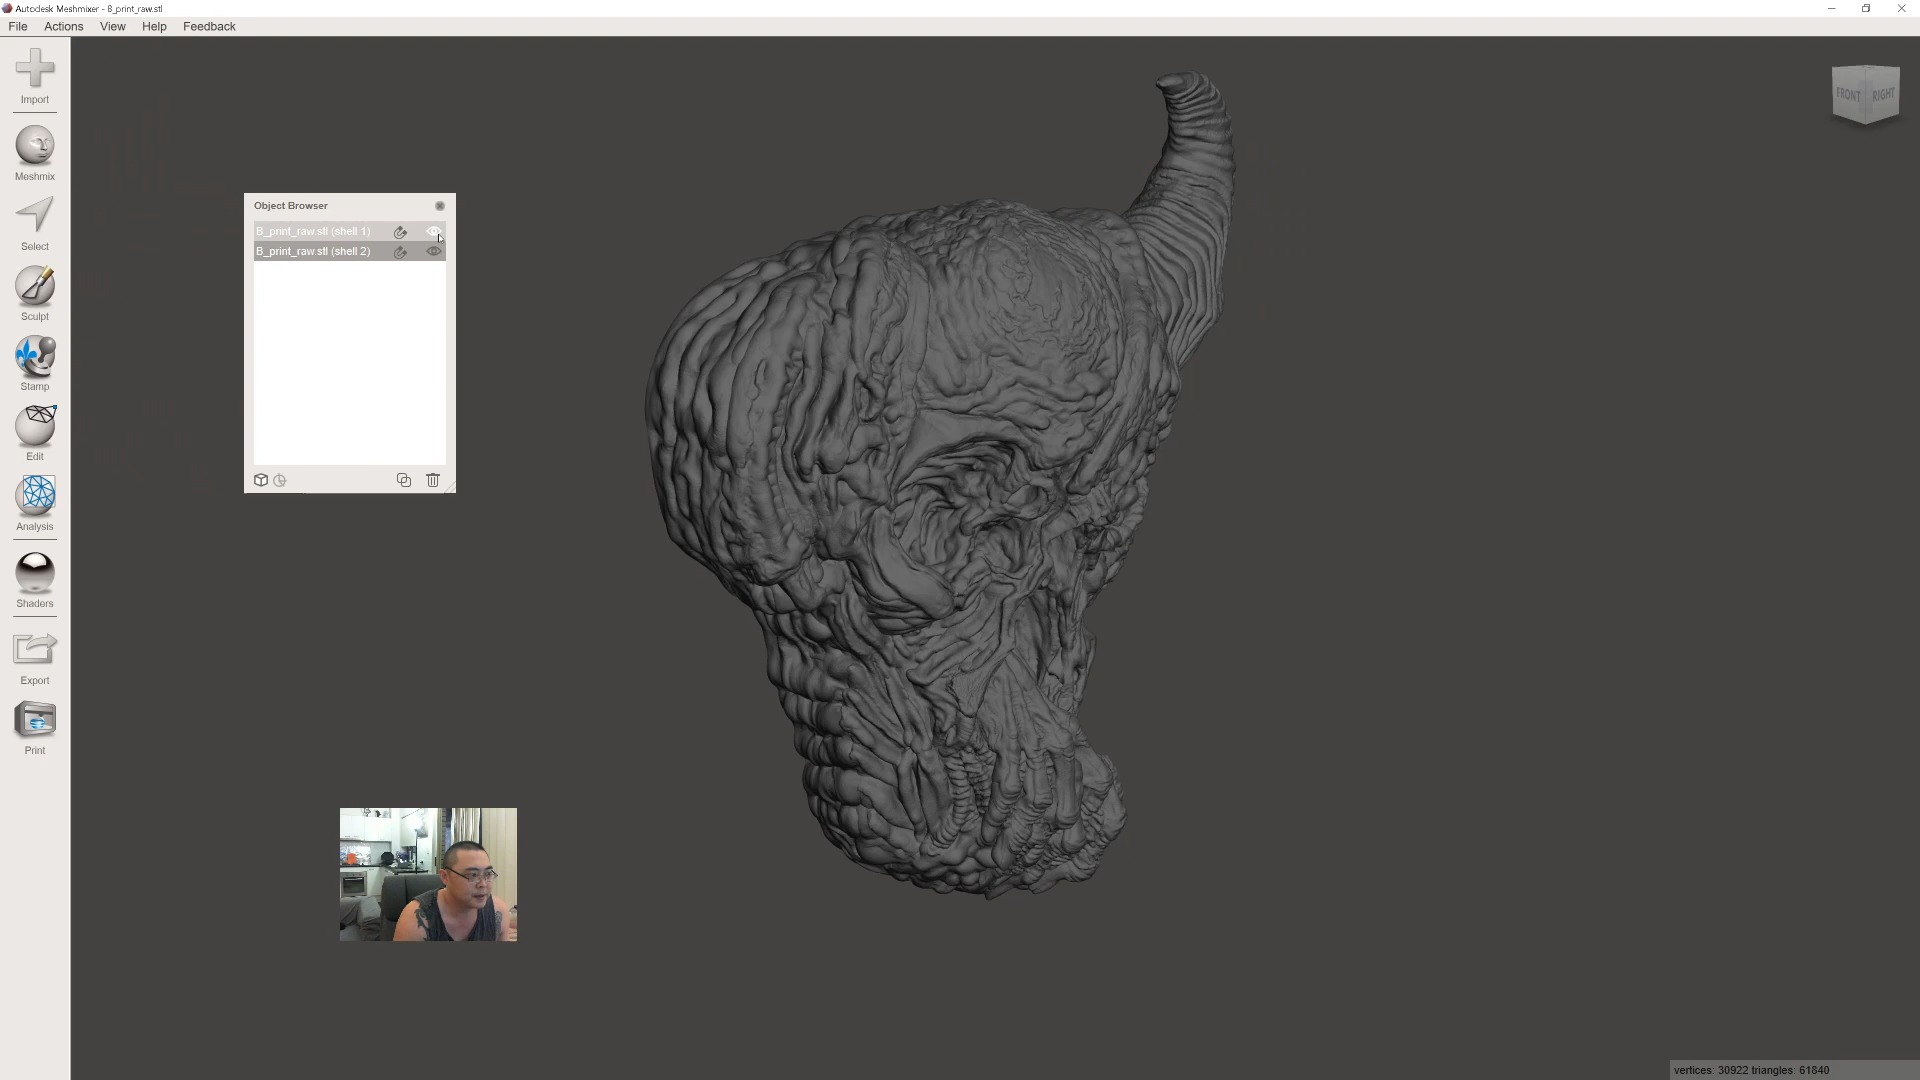 Autodesk Meshmixer - B_print_raw.stl
File Actions View Help Feedback
Import
Meshmix
Select
Sculpt
Stamp
Edit
Analysis
Shaders
Export
Print
Object Browser
B_print_raw.stl (shell 1)
B_print_raw.stl (shell 2)
FRONT RIGHT
vertices: 30922 triangles: 61840